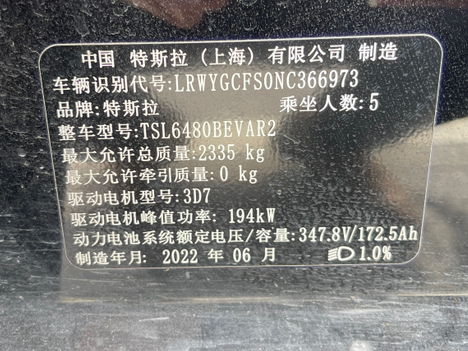 中国 特斯拉 (上海) 有限公司 制造
车辆识别代号:LRWYGCFS0NC366973
品牌:特斯拉 乘坐人数:5
整车型号:TSL6480BEVAR2
最大允许总质量:2335 kg
最大允许牵引质量:0 kg
驱动电机型号:3D7
驱动电机峰值功率: 194kW
动力电池系统额定电压/容量:347.8V/172.5Ah
制造年月: 2022 年 06 月 1.0%